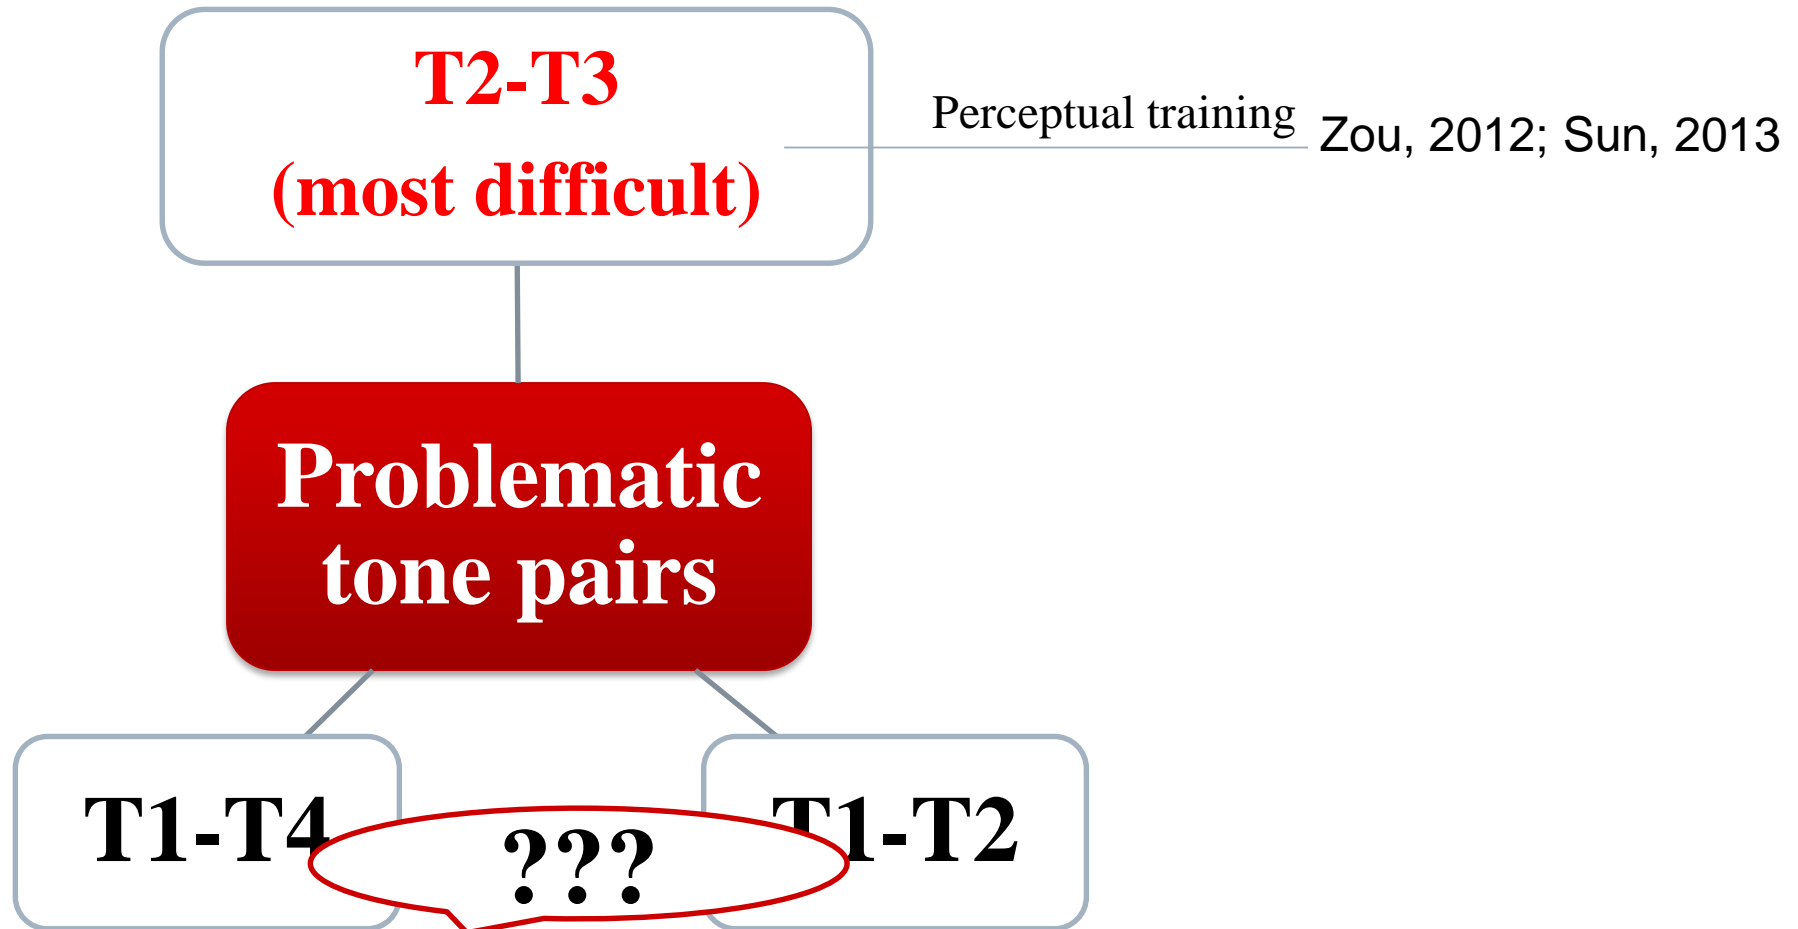 T2-T3
(most difficult)
Perceptual training
Zou, 2012; Sun, 2013
Problematic
tone pairs
T1-T4
???
T1-T2